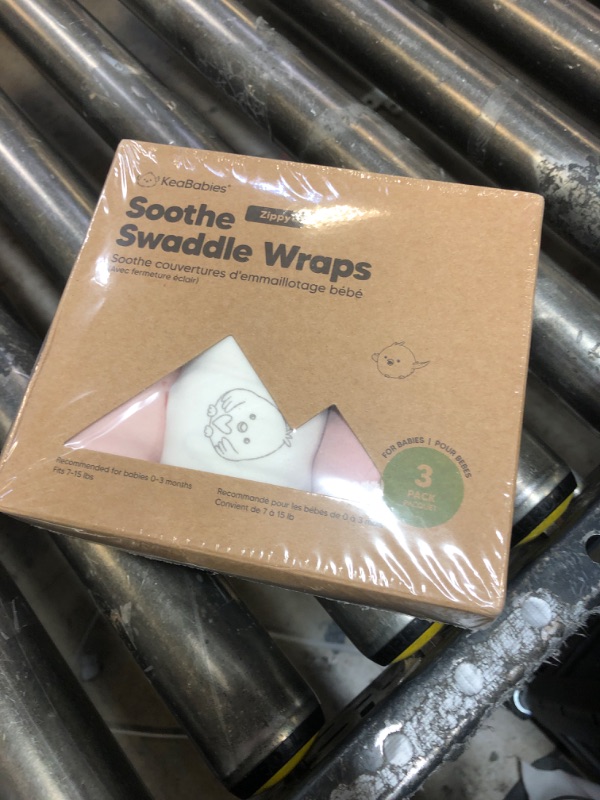 KeaBabies®
Soothe Zippy
Swaddle Wraps
Soothe couvertures d'emmaillotage bébé
(Avec fermeture éclair)
FOR BABIES | POUR BÉBÉS
3
PACK
Recommended for babies 0-3 months
Fits 7-15 lbs
Recommandé pour les bébés de 0 à 3
Convient de 7 à 15 lb